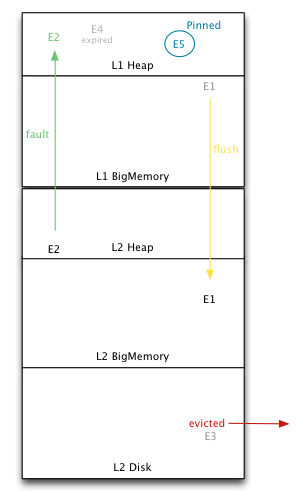 Pinned
E4
E2
expired
E5
L1 Heap
E1
fault
flush
L1 BigMemory
E2
L2 Heap
E1
L2 BigMemory
evicted
E3
L2 Disk